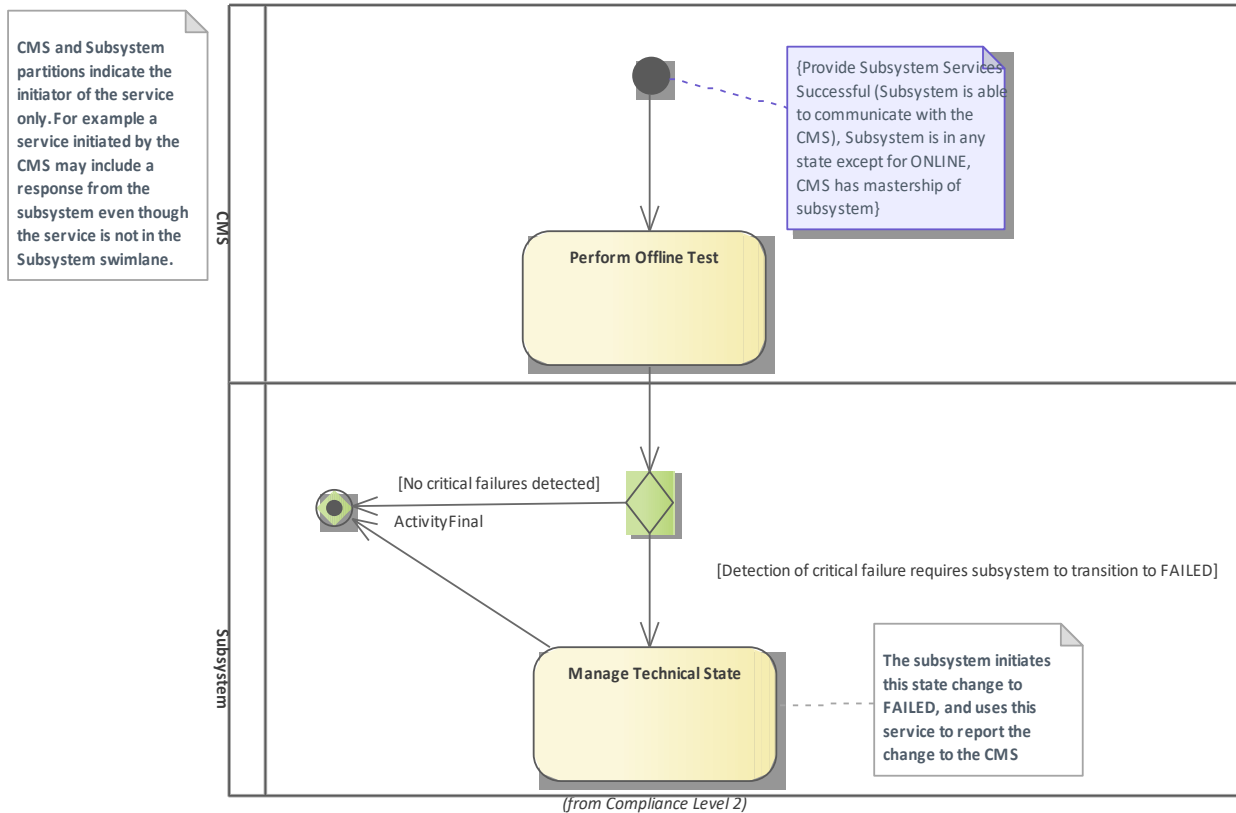 CMS and Subsystem
partitions indicate the
initiator of the service
only. For example a
service initiated by the
CMS may include a
response from the
subsystem even though
the service is not in the
Subsystem swimlane.
CMS
{Provide Subsystem Services
Successful (Subsystem is able
to communicate with the
CMS), Subsystem is in any
state except for ONLINE,
CMS has mastership of
subsystem}
Perform Offline Test
Subsystem
[No critical failures detected]
ActivityFinal
[Detection of critical failure requires subsystem to transition to FAILED]
Manage Technical State
The subsystem initiates
this state change to
FAILED, and uses this
service to report the
change to the CMS
(from Compliance Level 2)